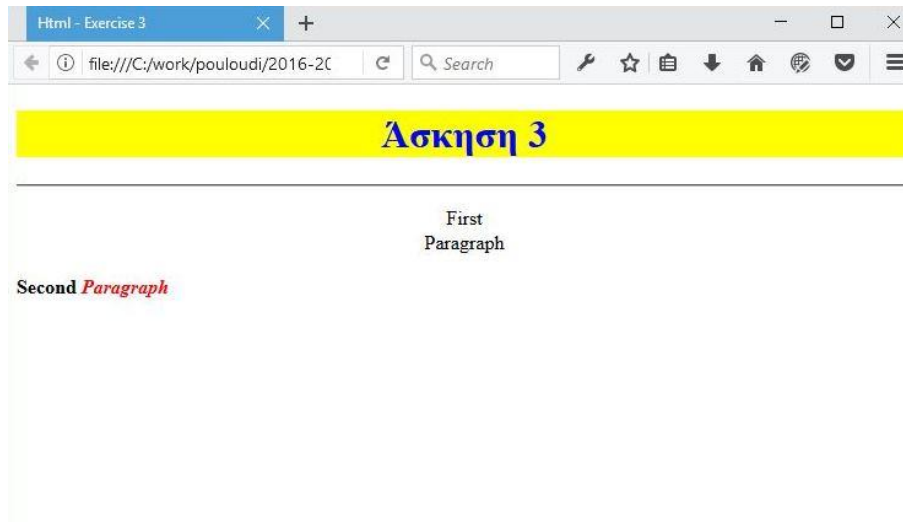 Html - Exercise 3
file:///C:/work/pouloudi/2016-20
Search
Άσκηση 3
First
Paragraph
Second Paragraph